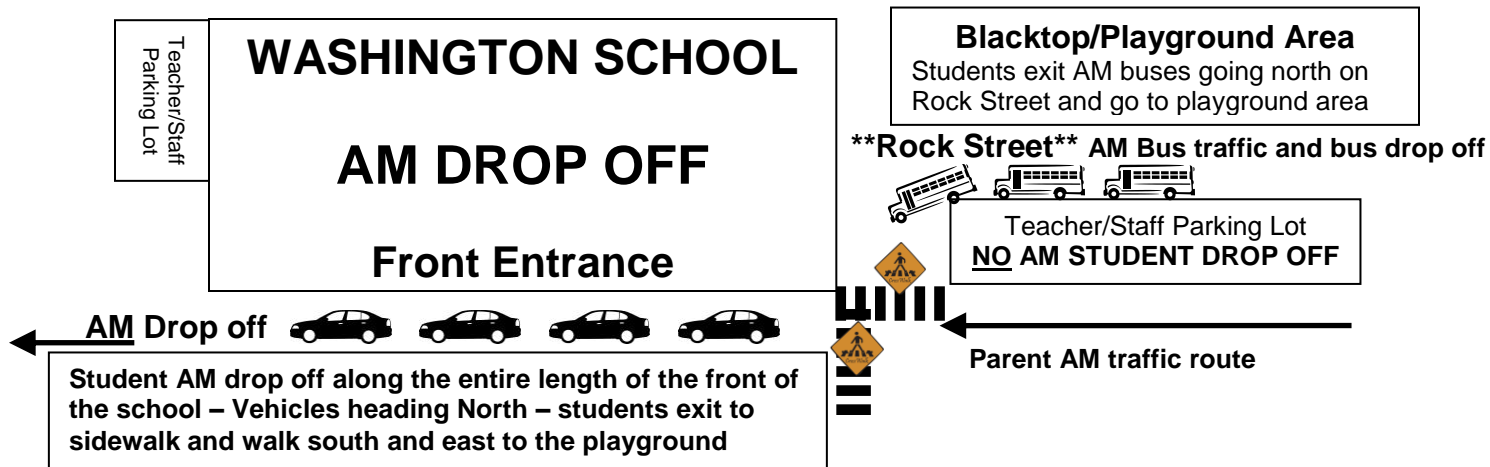 Teacher/Staff
Parking Lot
WASHINGTON SCHOOL
AM DROP OFF
Front Entrance
Blacktop/Playground Area
Students exit AM buses going north on
Rock Street and go to playground area
**Rock Street** AM Bus traffic and bus drop off
Teacher/Staff Parking Lot
NO AM STUDENT DROP OFF
AM Drop off
Parent AM traffic route
Student AM drop off along the entire length of the front of
the school – Vehicles heading North – students exit to
sidewalk and walk south and east to the playground